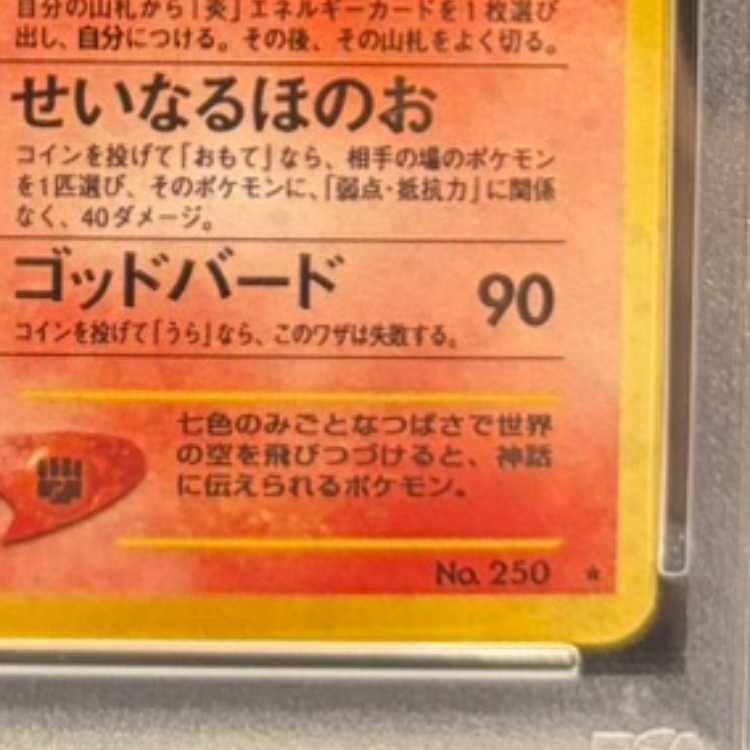 自分の山札から「炎」エネルギーカードを1枚選び
出し、自分につける。その後、その山札をよく切る。
せいなるほのお
コインを投げて「おもて」なら、相手の場のポケモン
を1匹選び、そのポケモンに、「弱点・抵抗力」に関係
なく、40ダメージ。
ゴッドバード 90
コインを投げて「うら」なら、このワザは失敗する。
七色のみごとなつばさで世界
の空を飛びつづけると、神話
に伝えられるポケモン。
No. 250 ★